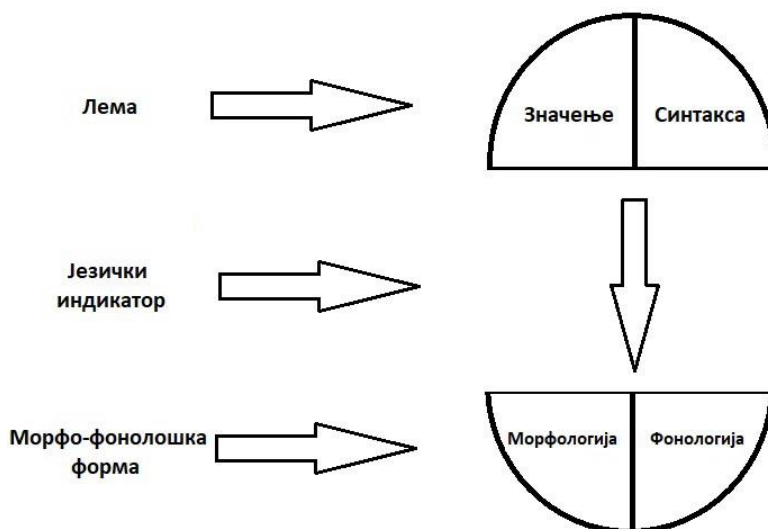 Лема
Значење
Синтакса
Језички
индикатор
Морфо-фонолошка
форма
Морфологија
Фонологија